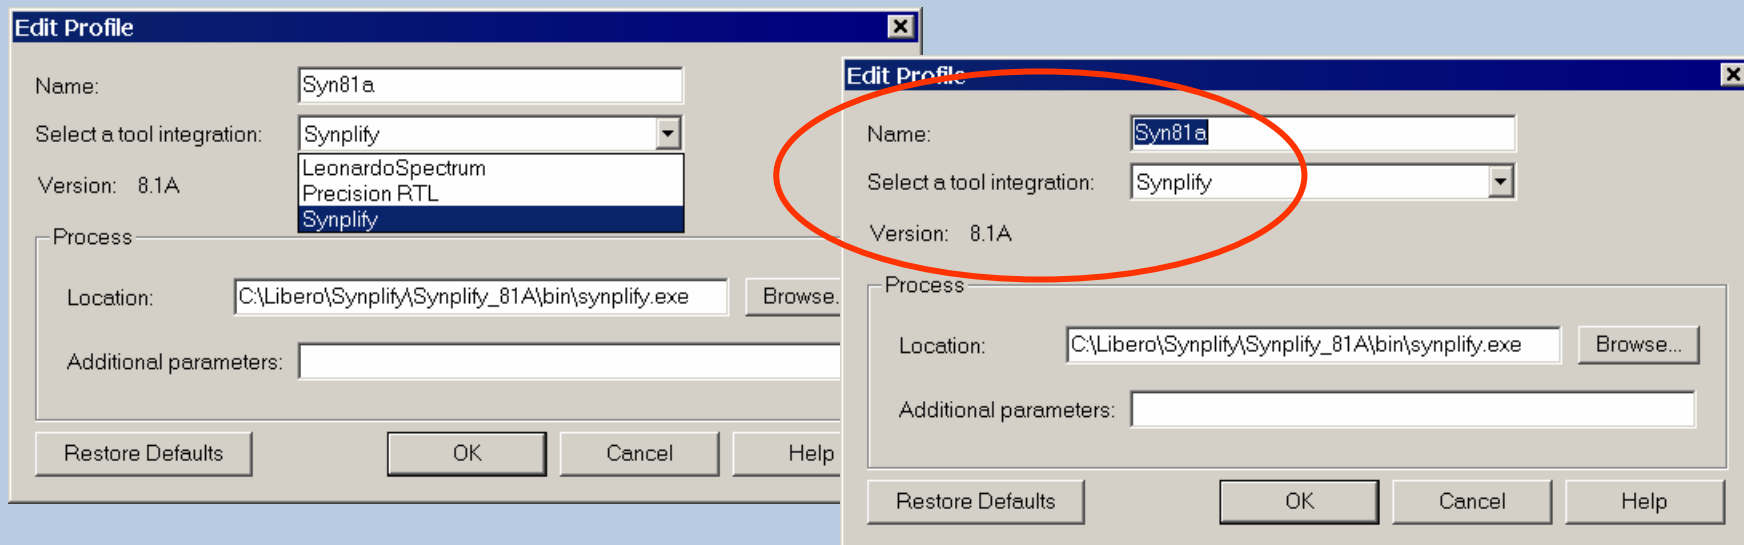 Edit Profile
Name: Syn81a
Select a tool integration: Synplify
LeonardoSpectrum
Precision RTL
Synplify
Version: 8.1A
Process
Location: C:\Libero\Synplify\Synplify_81A\bin\synplify.exe Browse.
Additional parameters:
Restore Defaults OK Cancel Help
Edit Profile
Name: Syn81a
Select a tool integration: Synplify
Version: 8.1A
Process
Location: C:\Libero\Synplify\Synplify_81A\bin\synplify.exe Browse...
Additional parameters:
Restore Defaults OK Cancel Help